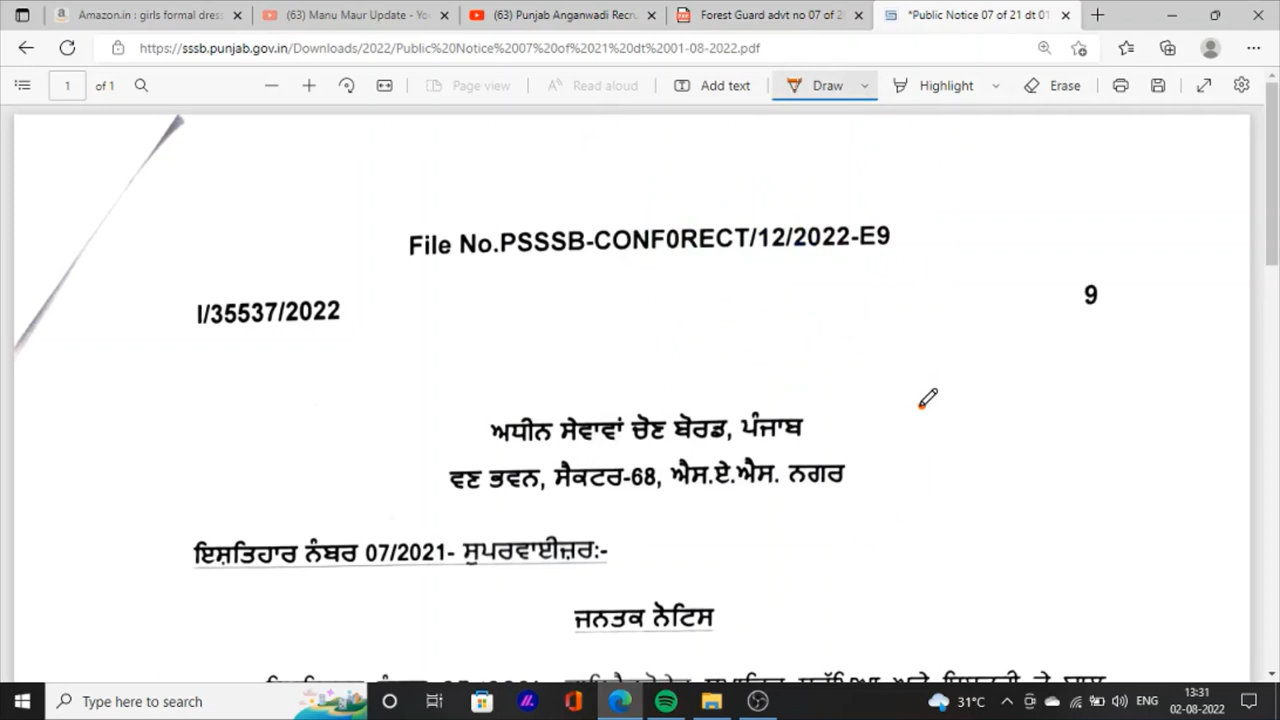 Amazon.in : girls formal dres
(63) Manu Maur Update - Yo
(63) Punjab Anganwadi Recru
Forest Guard advt no 07 of 2
*Public Notice 07 of 21 dt 01
https://sssb.punjab.gov.in/Downloads/2022/Public%20Notice%2007%20of%2021%20dt%2001-08-2022.pdf
1 of 1
Page view
Read aloud
Add text
Draw
Highlight
Erase
File No.PSSSB-CONF0RECT/12/2022-E9
I/35537/2022
9
ਅਧੀਨ ਸੇਵਾਵਾਂ ਚੋਣ ਬੋਰਡ, ਪੰਜਾਬ
ਵਣ ਭਵਨ, ਸੈਕਟਰ-68, ਐਸ.ਏ.ਐਸ. ਨਗਰ
ਇਸ਼ਤਿਹਾਰ ਨੰਬਰ 07/2021- ਸੁਪਰਵਾਈਜ਼ਰ:-
ਜਨਤਕ ਨੋਟਿਸ
Type here to search
31°C
ENG
13:31
02-08-2022